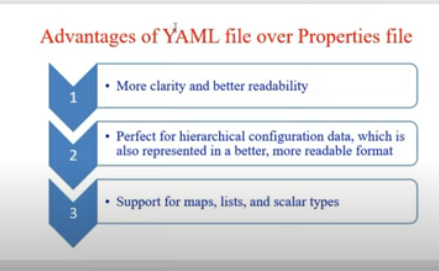 Advantages of YAML file over Properties file
1
• More clarity and better readability
2
• Perfect for hierarchical configuration data, which is
also represented in a better, more readable format
3
• Support for maps, lists, and scalar types